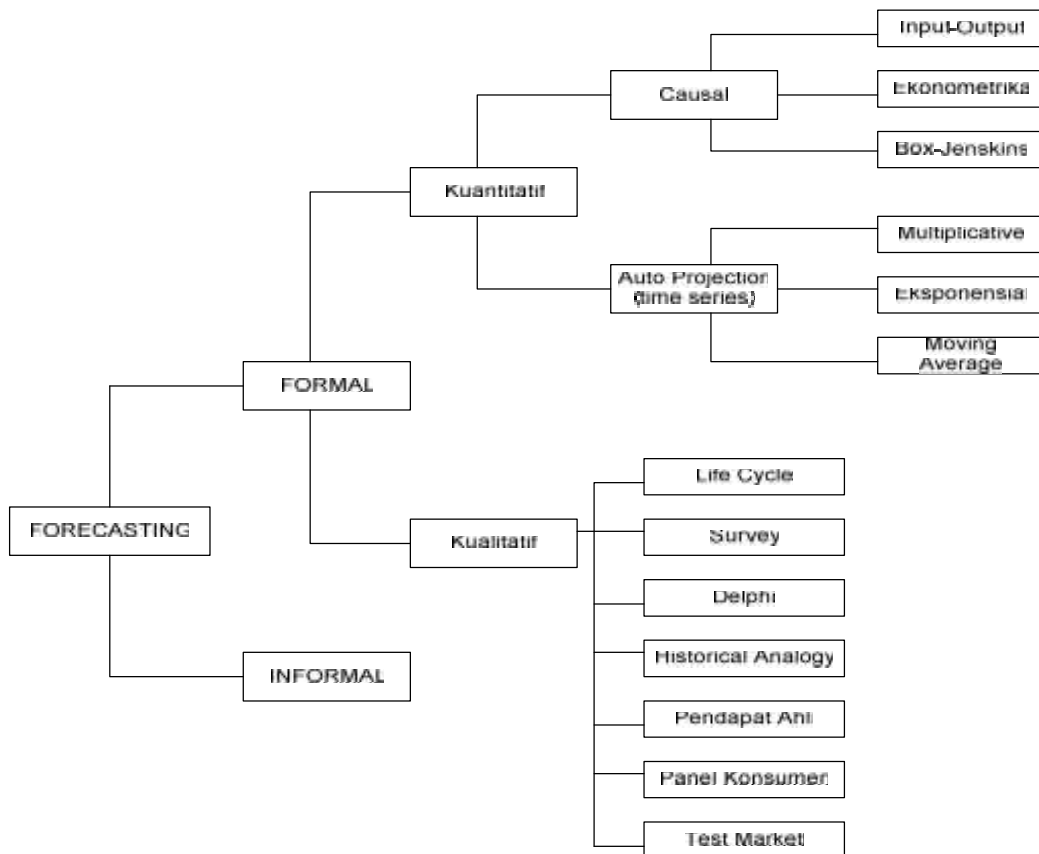 Input-Output
Causal
Ekonometrika
Box-Jenskins
Kuantitatif
Multiplicative
Auto Projection
(time series)
Eksponensial
Moving
Average
FORMAL
FORECASTING
INFORMAL
Kualitatif
Life Cycle
Survey
Delphi
Historical Analogy
Pendapat Ahli
Panel Konsumen
Test Market